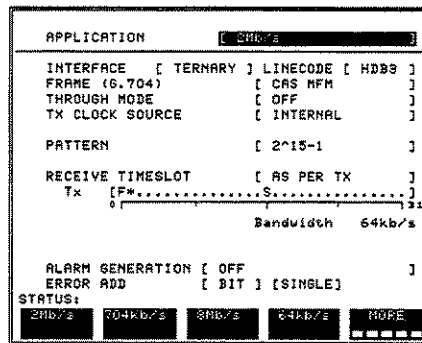 APPLICATION [ 2Mb/s ]
INTERFACE [ TERNARY ] LINECODE [ HDB3 ]
FRAME (G.704) [ CAS MFM ]
THROUGH MODE [ OFF ]
TX CLOCK SOURCE [ INTERNAL ]
PATTERN [ 2^15-1 ]
RECEIVE TIMESLOT [ AS PER TX ]
Tx [F*..............S...............]
0 31
Bandwidth 64kb/s
ALARM GENERATION [ OFF ]
ERROR ADD [ BIT ] [SINGLE]
STATUS:
2Mb/s 704kb/s 8Mb/s 64kb/s MORE